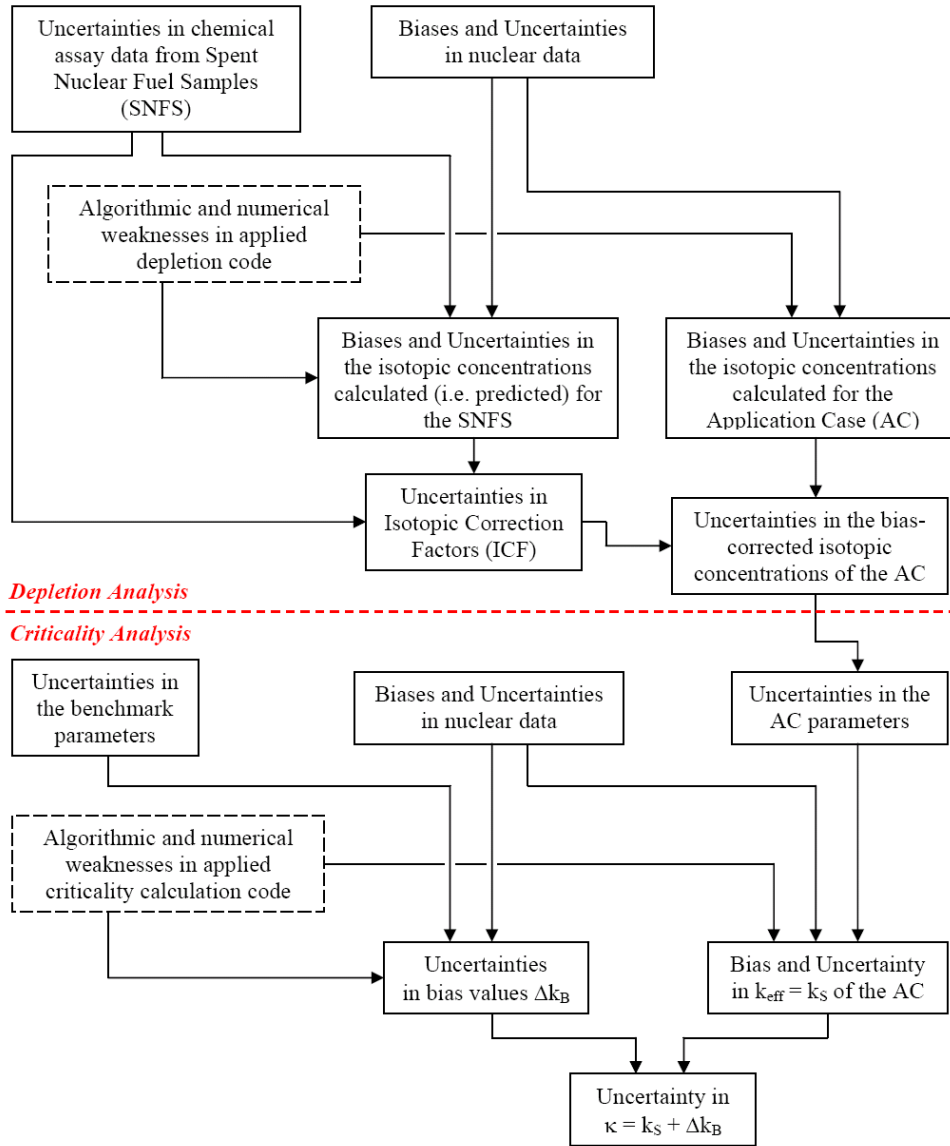 Uncertainties in chemical
assay data from Spent
Nuclear Fuel Samples
(SNFS)
Biases and Uncertainties
in nuclear data
Algorithmic and numerical
weaknesses in applied
depletion code
Biases and Uncertainties in
the isotopic concentrations
calculated (i.e. predicted) for
the SNFS
Biases and Uncertainties in
the isotopic concentrations
calculated for the
Application Case (AC)
Uncertainties in
Isotopic Correction
Factors (ICF)
Uncertainties in the bias-
corrected isotopic
concentrations of the AC
Depletion Analysis
Criticality Analysis
Uncertainties in
the benchmark
parameters
Biases and Uncertainties
in nuclear data
Uncertainties in the
AC parameters
Algorithmic and numerical
weaknesses in applied
criticality calculation code
Uncertainties
in bias values Δk_B
Bias and Uncertainty
in k_eff = k_S of the AC
Uncertainty in
κ = k_S + Δk_B